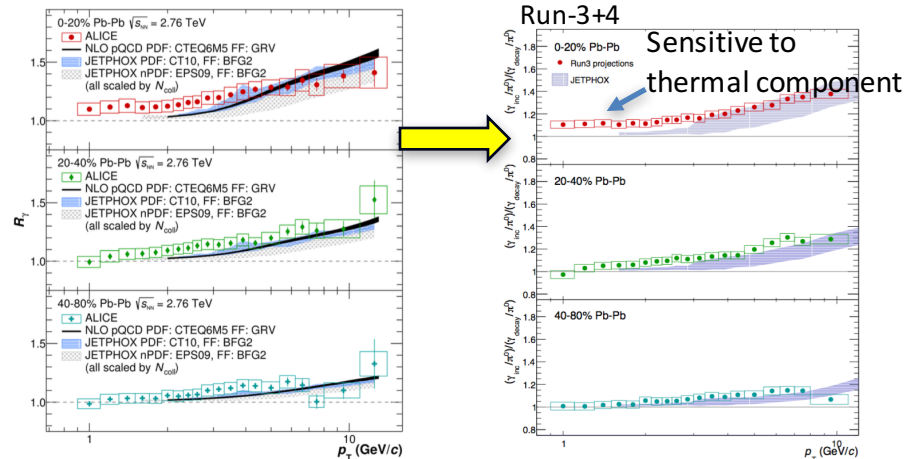 Run-3+4
0-20% Pb-Pb √sNN = 2.76 TeV
ALICE
NLO pQCD PDF: CTEQ6M5 FF: GRV
JETPHOX PDF: CT10, FF: BFG2
JETPHOX nPDF: EPS09, FF: BFG2
(all scaled by Ncoll)
1.5
1.0
20-40% Pb-Pb √sNN = 2.76 TeV
ALICE
NLO pQCD PDF: CTEQ6M5 FF: GRV
JETPHOX PDF: CT10, FF: BFG2
JETPHOX nPDF: EPS09, FF: BFG2
(all scaled by Ncoll)
Rγ
1.5
1.0
40-80% Pb-Pb √sNN = 2.76 TeV
ALICE
NLO pQCD PDF: CTEQ6M5 FF: GRV
JETPHOX PDF: CT10, FF: BFG2
JETPHOX nPDF: EPS09, FF: BFG2
(all scaled by Ncoll)
1.5
1.0
1 10
pT (GeV/c)
(γinc/π⁰)/(γdecay/π⁰)
0-20% Pb-Pb
Run3 projections
JETPHOX
Sensitive to
thermal component
1.8
1.6
1.4
1.2
1
0.8
(γinc/π⁰)/(γdecay/π⁰)
20-40% Pb-Pb
1.8
1.6
1.4
1.2
1
0.8
(γinc/π⁰)/(γdecay/π⁰)
40-80% Pb-Pb
1.8
1.6
1.4
1.2
1
0.8
1 10
pT (GeV/c)